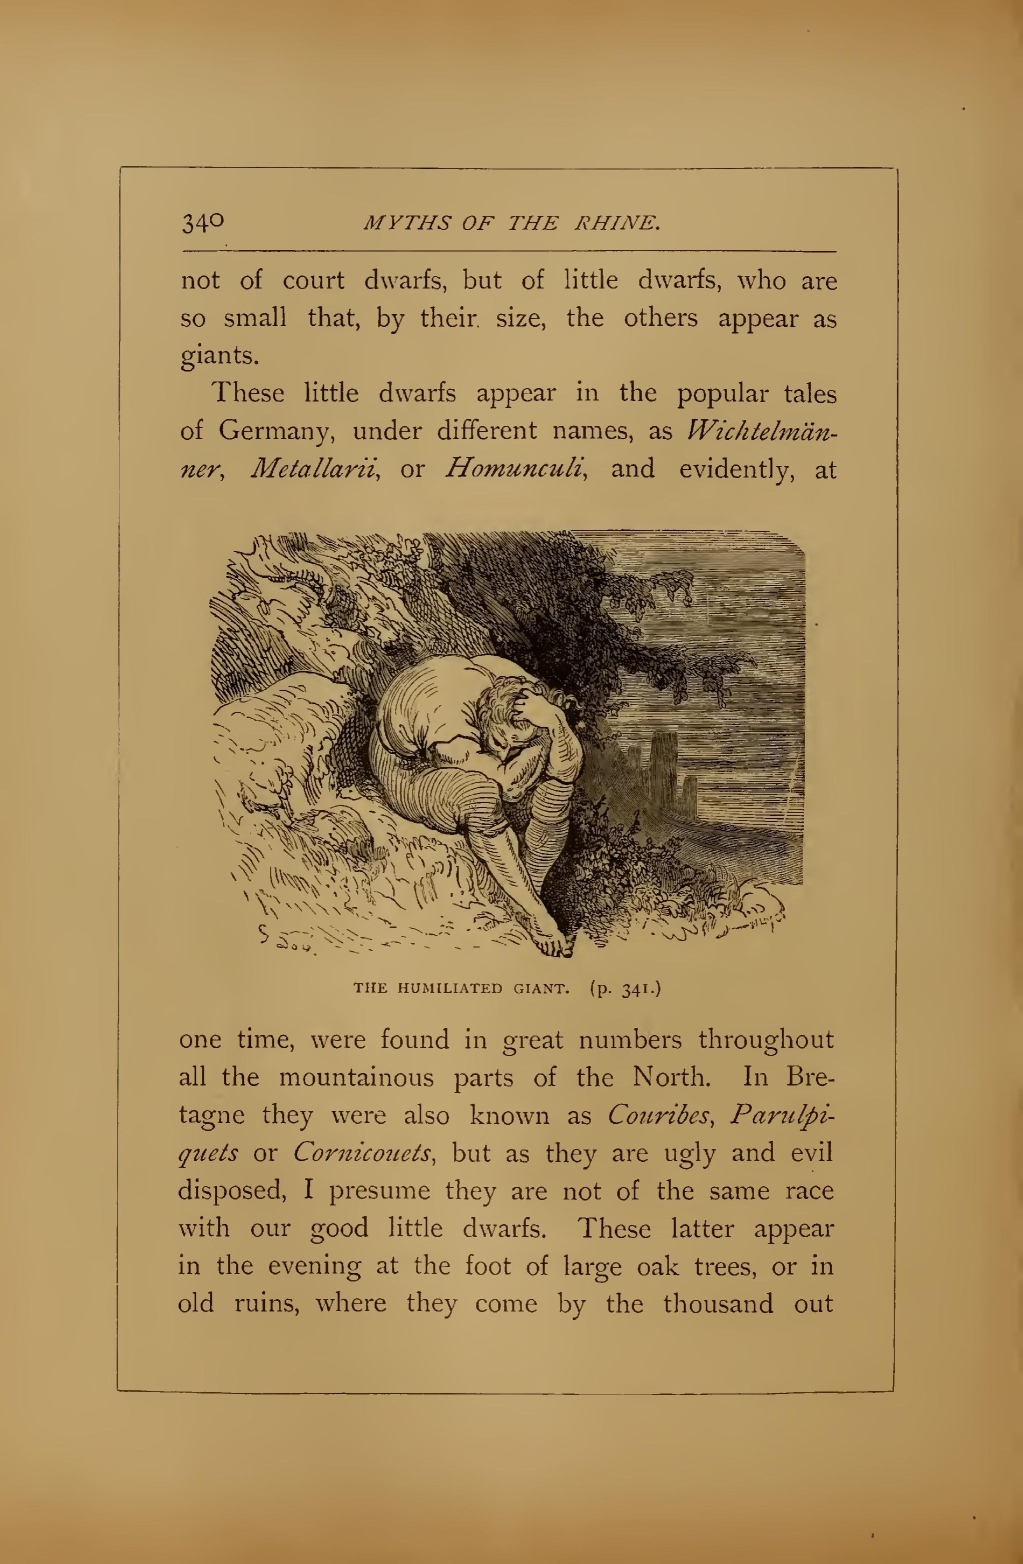 340 MYTHS OF THE RHINE.
not of court dwarfs, but of little dwarfs, who are
so small that, by their size, the others appear as
giants.
These little dwarfs appear in the popular tales
of Germany, under different names, as Wichtelmän-
ner, Metallarii, or Homunculi, and evidently, at
THE HUMILIATED GIANT. (p. 341.)
one time, were found in great numbers throughout
all the mountainous parts of the North. In Bre-
tagne they were also known as Couribes, Parulpi-
quets or Cornicouets, but as they are ugly and evil
disposed, I presume they are not of the same race
with our good little dwarfs. These latter appear
in the evening at the foot of large oak trees, or in
old ruins, where they come by the thousand out